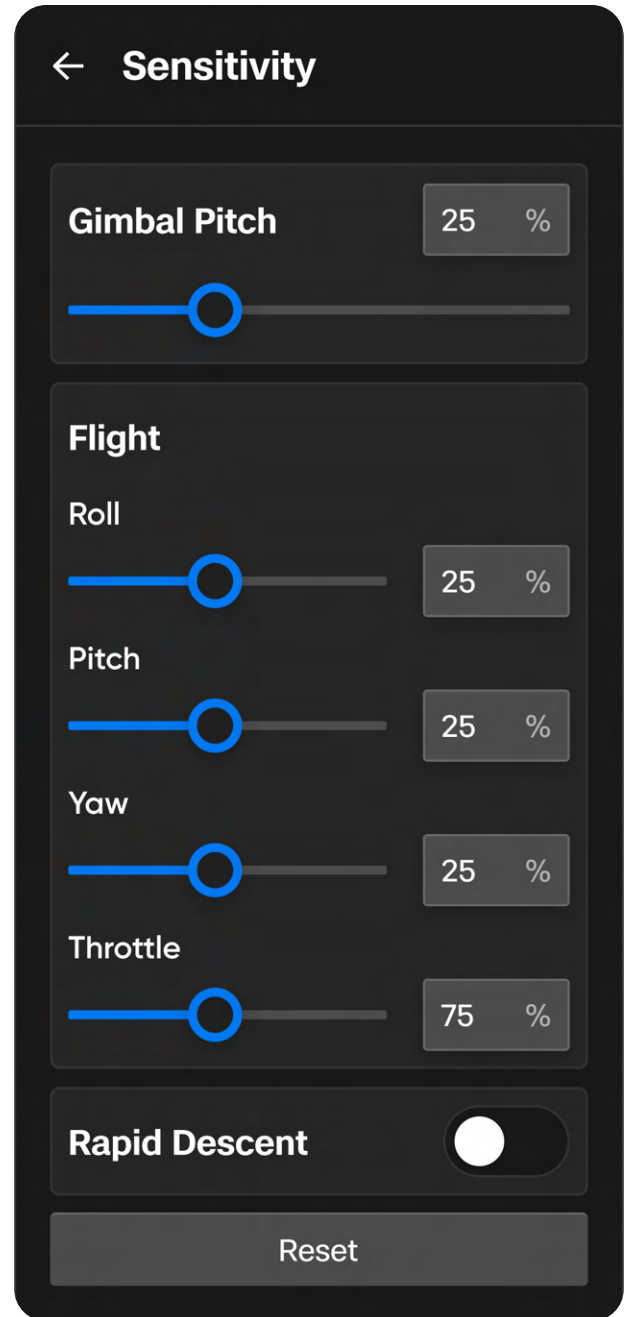 Sensitivity
Gimbal Pitch 25 %
Flight
Roll
25 %
Pitch
25 %
Yaw
25 %
Throttle
75 %
Rapid Descent
Reset